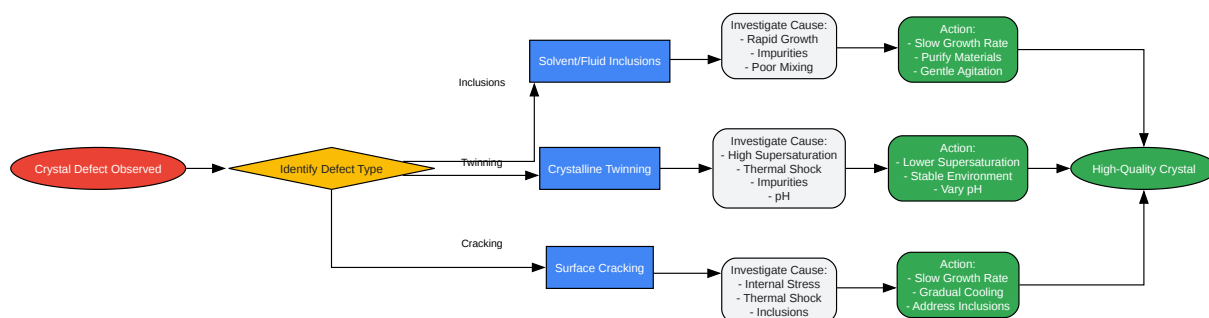 Crystal Defect Observed
Identify Defect Type
Inclusions
Solvent/Fluid Inclusions
Investigate Cause:
- Rapid Growth
- Impurities
- Poor Mixing
Action:
- Slow Growth Rate
- Purify Materials
- Gentle Agitation
Twinning
Crystalline Twinning
Investigate Cause:
- High Supersaturation
- Thermal Shock
- Impurities
- pH
Action:
- Lower Supersaturation
- Stable Environment
- Vary pH
High-Quality Crystal
Cracking
Surface Cracking
Investigate Cause:
- Internal Stress
- Thermal Shock
- Inclusions
Action:
- Slow Growth Rate
- Gradual Cooling
- Address Inclusions